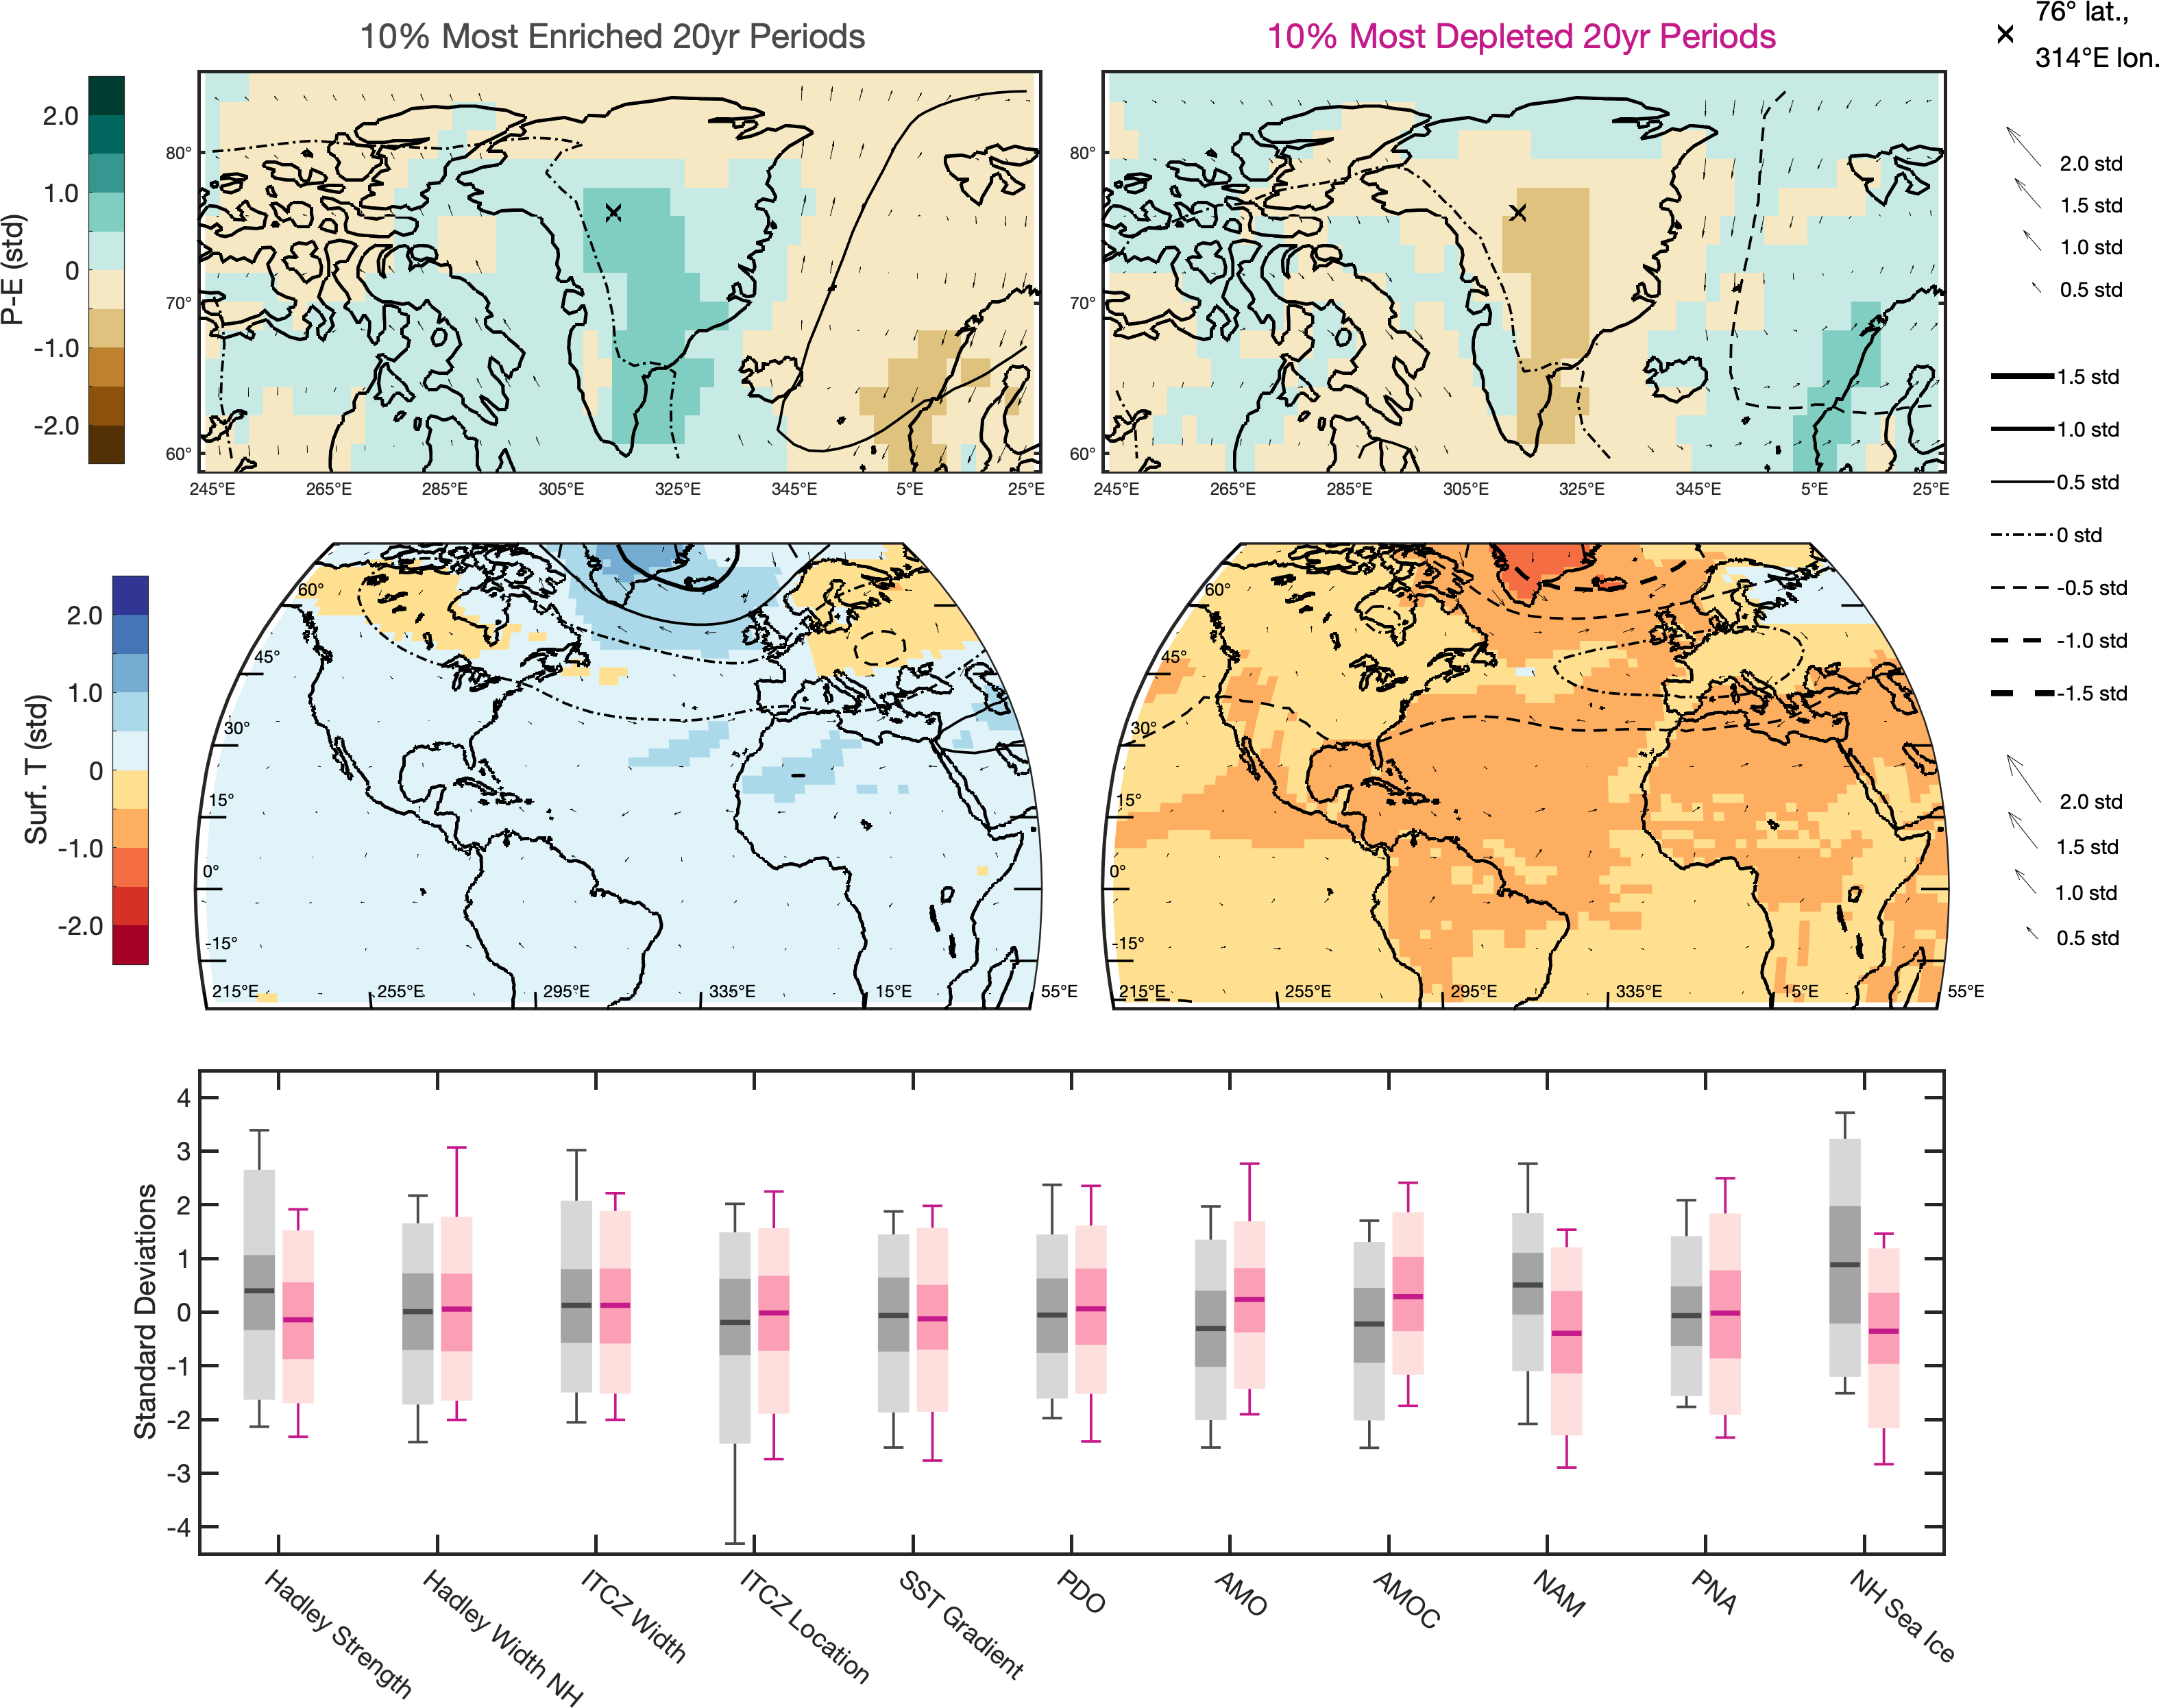 10% Most Enriched 20yr Periods
10% Most Depleted 20yr Periods
76° lat.,
314°E lon.
P-E (std)
2.0
1.0
0
-1.0
-2.0
80°
70°
60°
245°E 265°E 285°E 305°E 325°E 345°E 5°E 25°E
80°
70°
60°
245°E 265°E 285°E 305°E 325°E 345°E 5°E 25°E
2.0 std
1.5 std
1.0 std
0.5 std
1.5 std
1.0 std
0.5 std
0 std
-0.5 std
-1.0 std
-1.5 std
2.0 std
1.5 std
1.0 std
0.5 std
Surf. T (std)
2.0
1.0
0
-1.0
-2.0
60°
45°
30°
15°
0°
-15°
215°E 255°E 295°E 335°E 15°E 55°E
60°
45°
30°
15°
0°
-15°
215°E 255°E 295°E 335°E 15°E 55°E
Standard Deviations
4
3
2
1
0
-1
-2
-3
-4
Hadley Strength
Hadley Width NH
ITCZ Width
ITCZ Location
SST Gradient
PDO
AMO
AMOC
NAM
PNA
NH Sea Ice